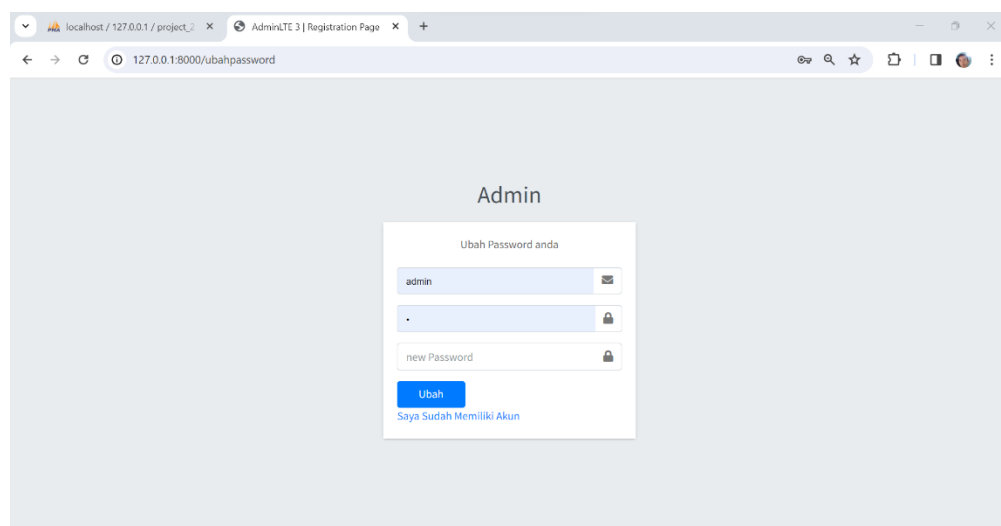 localhost / 127.0.0.1 / project_2
AdminLTE 3 | Registration Page
127.0.0.1:8000/ubahpassword
Admin
Ubah Password anda
admin
new Password
Ubah
Saya Sudah Memiliki Akun